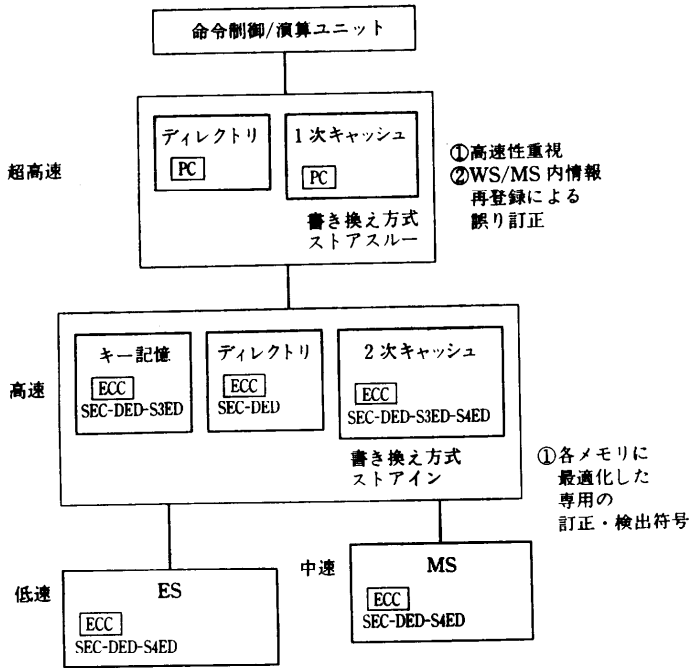 命令制御/演算ユニット
超高速
ディレクトリ
PC
1次キャッシュ
PC
書き換え方式
ストアスルー
①高速性重視
②WS/MS内情報
再登録による
誤り訂正
高速
キー記憶
ECC
SEC-DED-S3ED
ディレクトリ
ECC
SEC-DED
2次キャッシュ
ECC
SEC-DED-S3ED-S4ED
書き換え方式
ストアイン
①各メモリに
最適化した
専用の
訂正・検出符号
低速
ES
ECC
SEC-DED-S4ED
中速
MS
ECC
SEC-DED-S4ED